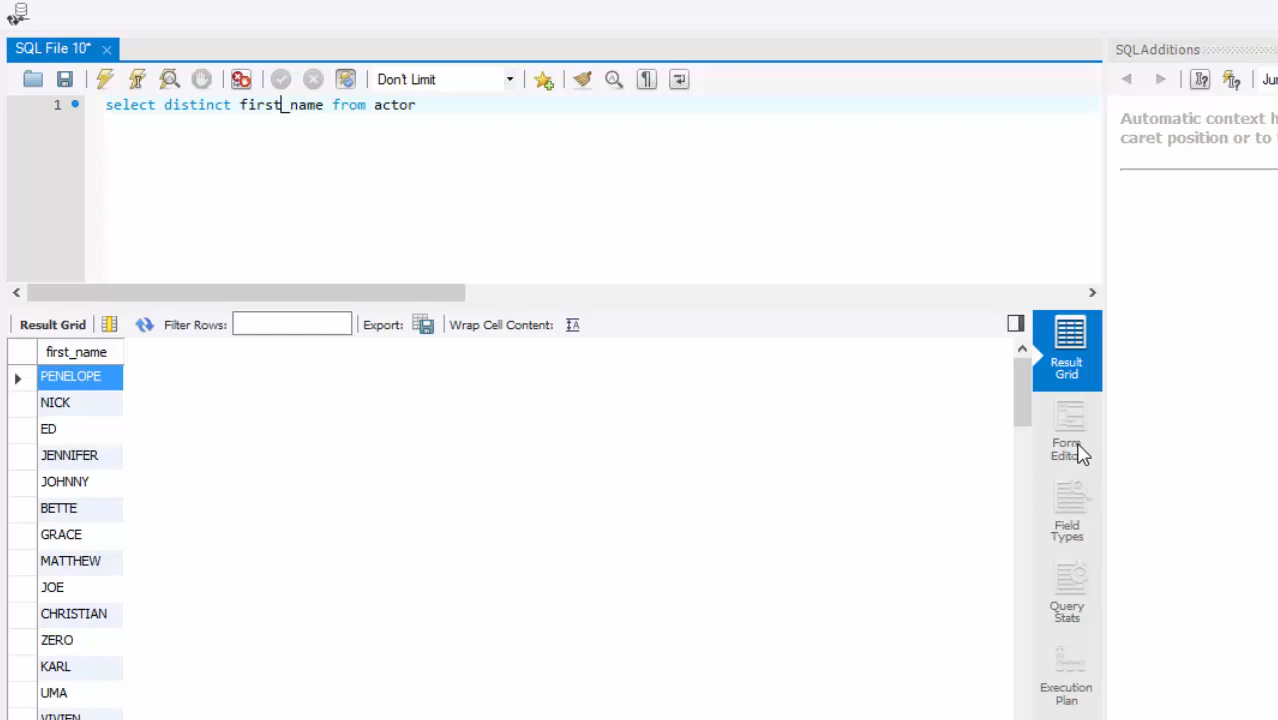 SQL File 10*
SQLAdditions
Don't Limit
Ju
1
select distinct first_name from actor
Automatic context h
caret position or to
Result Grid
Filter Rows:
Export:
Wrap Cell Content:
first_name
PENELOPE
NICK
ED
JENNIFER
JOHNNY
BETTE
GRACE
MATTHEW
JOE
CHRISTIAN
ZERO
KARL
UMA
VIVIEN
Result
Grid
Form
Editor
Field
Types
Query
Stats
Execution
Plan